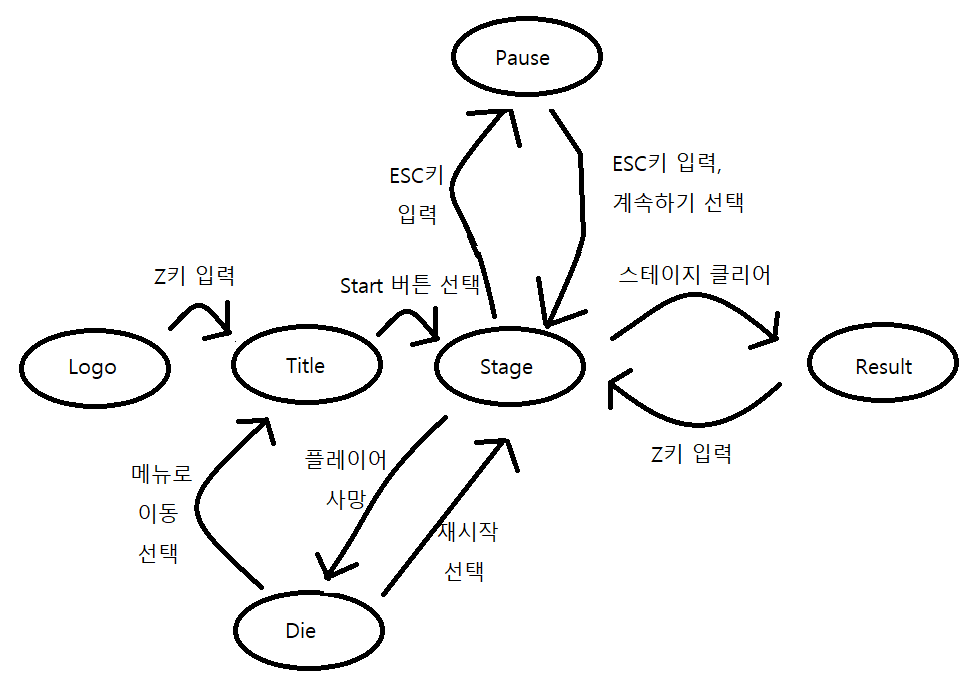 Pause
ESC키
입력
ESC키 입력,
계속하기 선택
Z키 입력
Start 버튼 선택
스테이지 클리어
Logo
Title
Stage
Result
메뉴로
이동
선택
플레이어
사망
재시작
선택
Z키 입력
Die